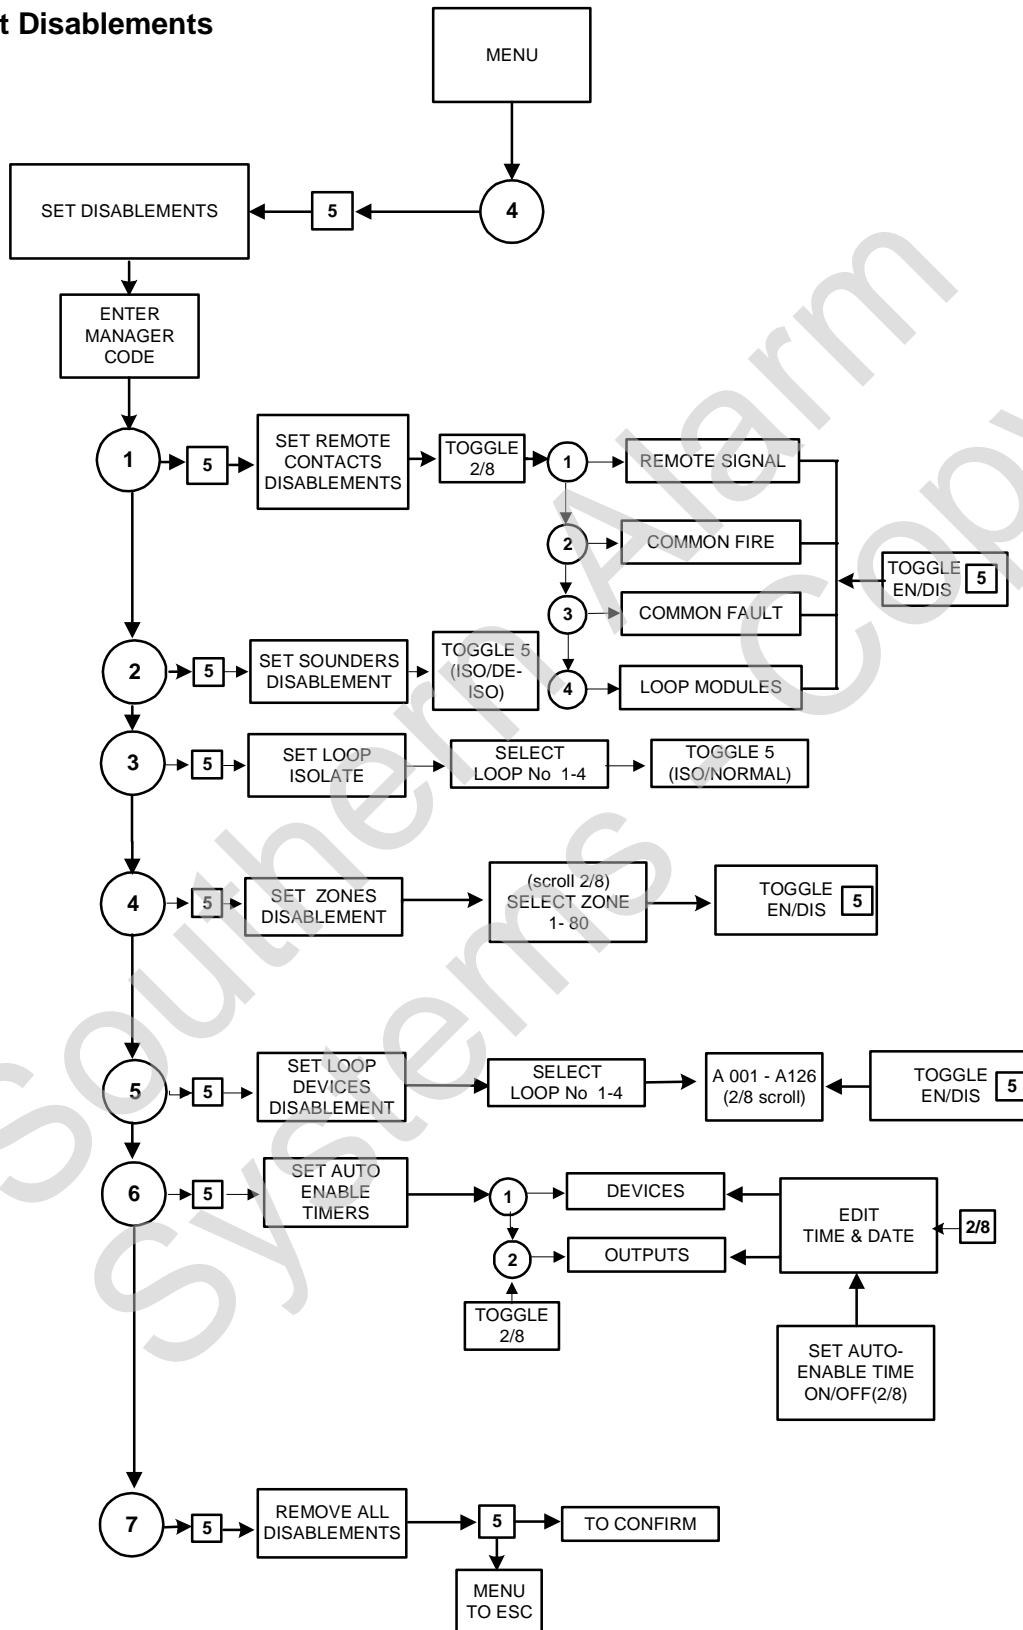 t Disablements
MENU
4
5
SET DISABLEMENTS
ENTER
MANAGER
CODE
1
5
SET REMOTE
CONTACTS
DISABLEMENTS
TOGGLE
2/8
1
REMOTE SIGNAL
2
COMMON FIRE
3
COMMON FAULT
4
LOOP MODULES
TOGGLE
EN/DIS
5
2
5
SET SOUNDERS
DISABLEMENT
TOGGLE 5
(ISO/DE-
ISO)
3
5
SET LOOP
ISOLATE
SELECT
LOOP No 1-4
TOGGLE 5
(ISO/NORMAL)
4
5
SET ZONES
DISABLEMENT
(scroll 2/8)
SELECT ZONE
1- 80
TOGGLE
EN/DIS
5
5
5
SET LOOP
DEVICES
DISABLEMENT
SELECT
LOOP No 1-4
A 001 - A126
(2/8 scroll)
TOGGLE
EN/DIS
5
6
5
SET AUTO
ENABLE
TIMERS
1
DEVICES
2
OUTPUTS
TOGGLE
2/8
EDIT
TIME & DATE
2/8
SET AUTO-
ENABLE TIME
ON/OFF(2/8)
7
5
REMOVE ALL
DISABLEMENTS
5
TO CONFIRM
MENU
TO ESC
Southern Alarm
Systems - Copy